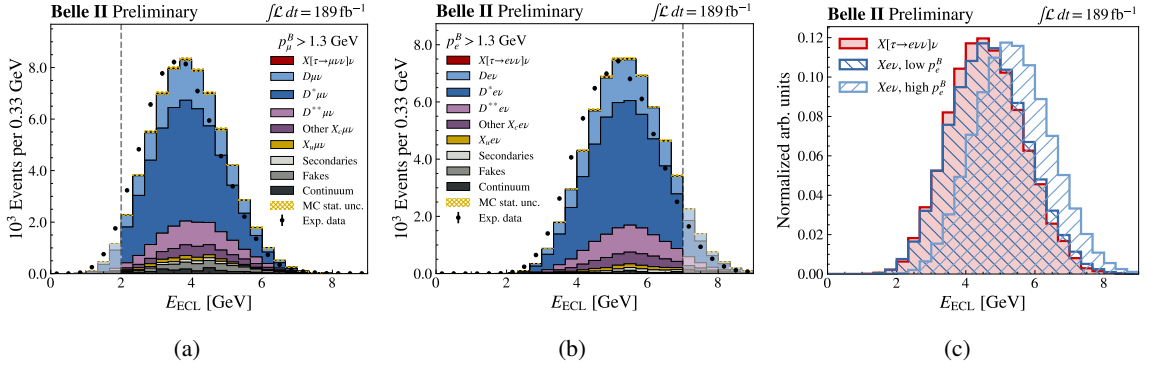 Belle II Preliminary ∫ℒ dt = 189 fb⁻¹
p_μ^B > 1.3 GeV
X[τ→μνν]ν
Dμν
D*μν
D**μν
Other X_cμν
X_uμν
Secondaries
Fakes
Continuum
MC stat. unc.
Exp. data
10³ Events per 0.33 GeV
8.0
6.0
4.0
2.0
0.0
0 2 4 6 8
E_ECL [GeV]
(a)
Belle II Preliminary ∫ℒ dt = 189 fb⁻¹
p_e^B > 1.3 GeV
X[τ→eνν]ν
Deν
D*eν
D**eν
Other X_ceν
X_ueν
Secondaries
Fakes
Continuum
MC stat. unc.
Exp. data
10³ Events per 0.33 GeV
8.0
6.0
4.0
2.0
0.0
0 2 4 6 8
E_ECL [GeV]
(b)
Belle II Preliminary ∫ℒ dt = 189 fb⁻¹
X[τ→eνν]ν
Xeν, low p_e^B
Xeν, high p_e^B
Normalized arb. units
0.12
0.10
0.08
0.06
0.04
0.02
0.00
0 2 4 6 8
E_ECL [GeV]
(c)